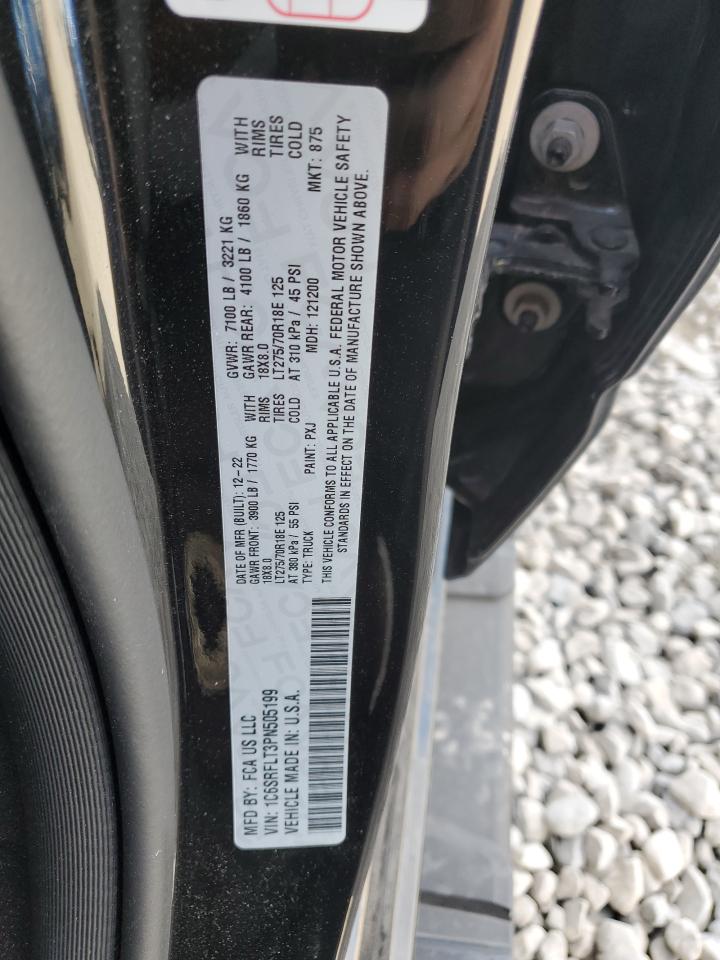 MFD BY: FCA US LLC
DATE OF MFR (BUILT): 12-22
GVWR: 7100 LB / 3221 KG
GAWR FRONT: 3900 LB / 1770 KG WITH
18X8.0 RIMS
LT275/70R18E 125 TIRES
AT 380 kPa / 55 PSI COLD
GAWR REAR: 4100 LB / 1860 KG WITH
18X8.0 RIMS
LT275/70R18E 125 TIRES
AT 310 kPa / 45 PSI COLD
VIN: 1C6SRFLT3PN505199
TYPE: TRUCK
PAINT: PXJ
MDH: 121200
MKT: 875
VEHICLE MADE IN: U.S.A.
THIS VEHICLE CONFORMS TO ALL APPLICABLE U.S.A. FEDERAL MOTOR VEHICLE SAFETY
STANDARDS IN EFFECT ON THE DATE OF MANUFACTURE SHOWN ABOVE.